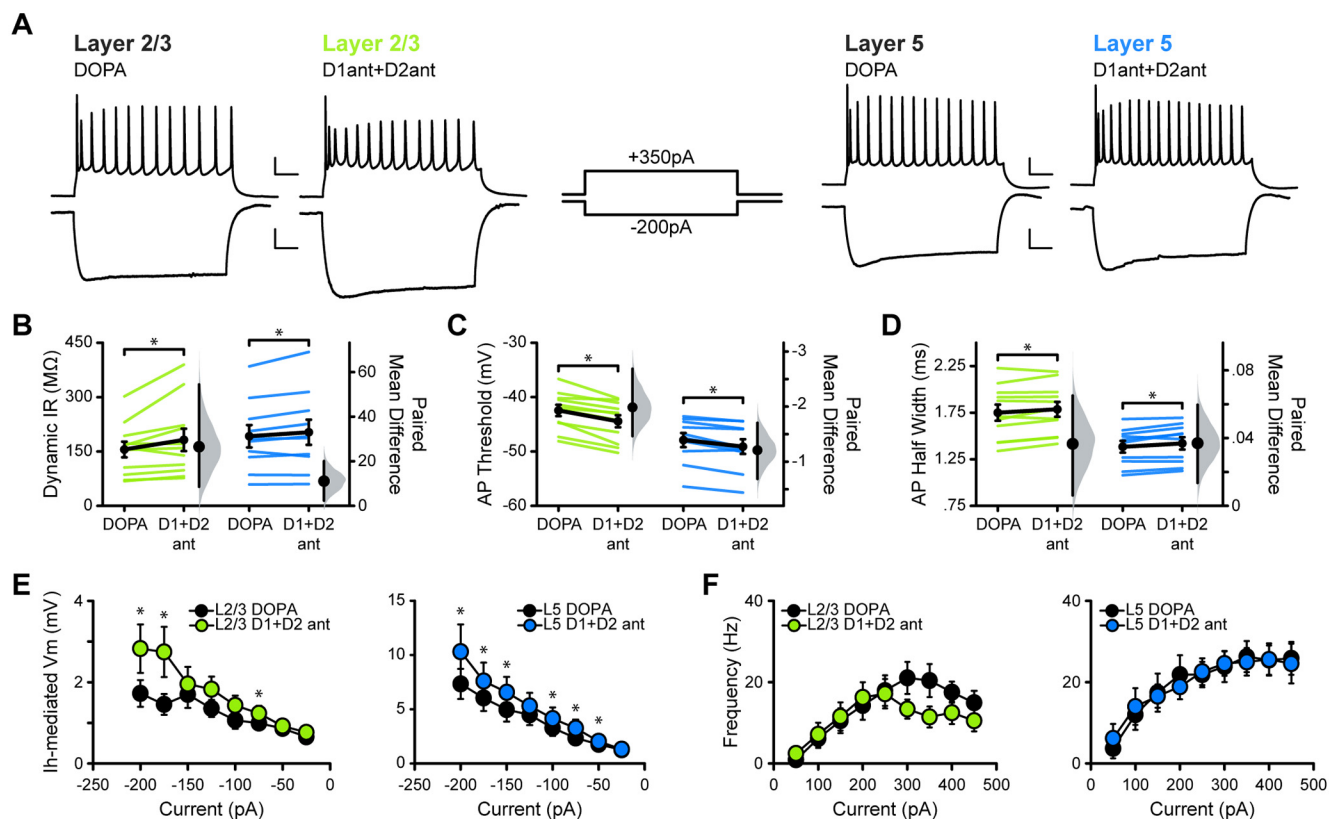 A
Layer 2/3
DOPA
Layer 2/3
D1ant+D2ant
+350pA
-200pA
Layer 5
DOPA
Layer 5
D1ant+D2ant
B
Dynamic IR (MΩ)
450
300
150
0
*
*
60
40
20
0
Paired
Mean Difference
DOPA
D1+D2
ant
DOPA
D1+D2
ant
C
AP Threshold (mV)
-30
-40
-50
-60
*
*
-3
-2
-1
Paired
Mean Difference
DOPA
D1+D2
ant
DOPA
D1+D2
ant
D
AP Half Width (ms)
2.25
1.75
1.25
.75
*
*
.08
.04
0
Paired
Mean Difference
DOPA
D1+D2
ant
DOPA
D1+D2
ant
E
Ih-mediated Vm (mV)
4
2
0
* * *
L2/3 DOPA
L2/3 D1+D2 ant
-250 -200 -150 -100 -50 0
Current (pA)
15
10
5
0
* * * * * *
L5 DOPA
L5 D1+D2 ant
-250 -200 -150 -100 -50 0
Current (pA)
F
Frequency (Hz)
40
20
0
L2/3 DOPA
L2/3 D1+D2 ant
0 100 200 300 400 500
Current (pA)
40
20
0
L5 DOPA
L5 D1+D2 ant
0 100 200 300 400 500
Current (pA)